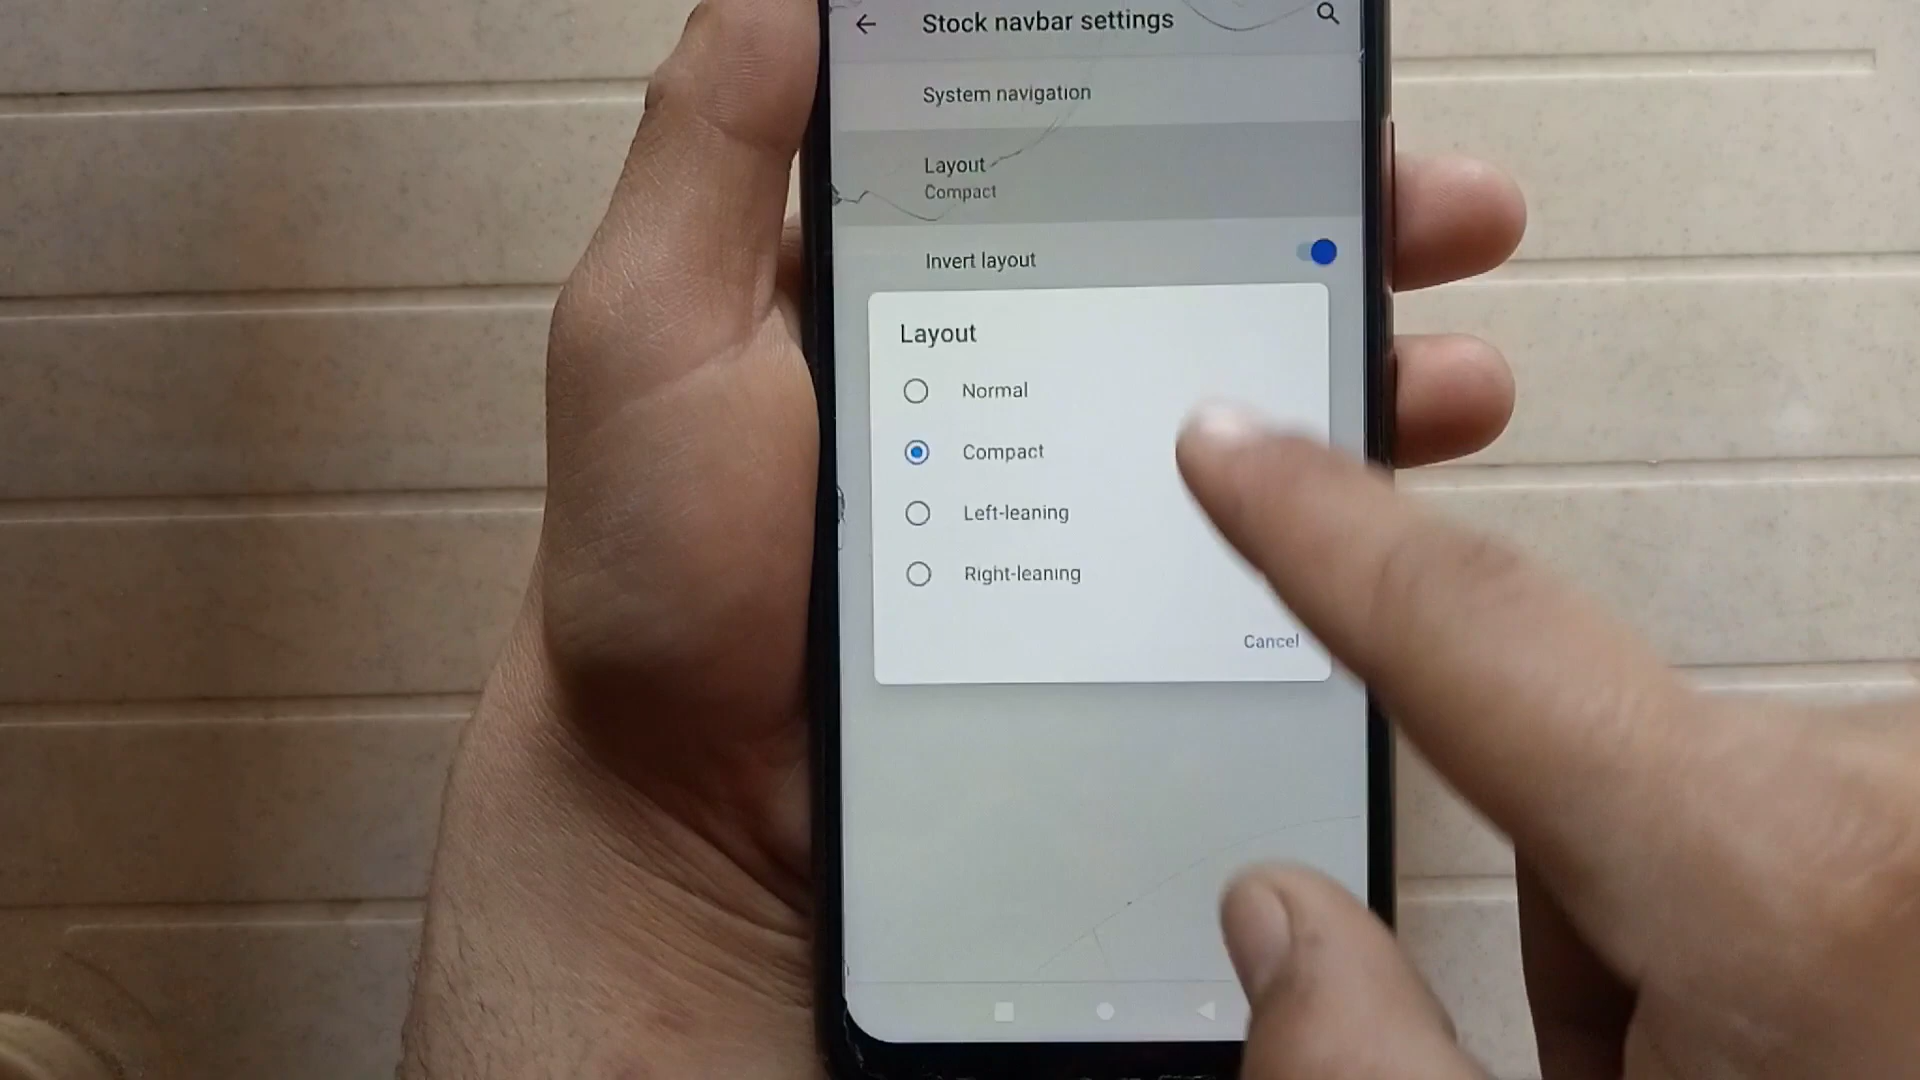 Stock navbar settings
System navigation
Layout
Compact
Invert layout
Layout
Normal
Compact
Left-leaning
Right-leaning
Cancel